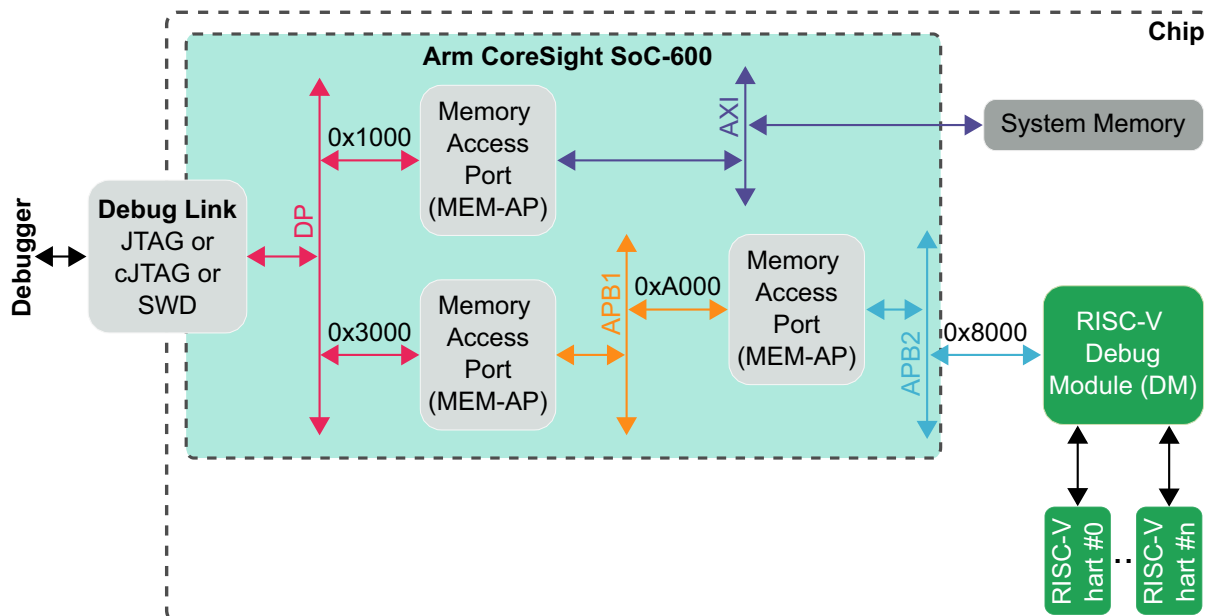 Chip
Arm CoreSight SoC-600
Debugger
Debug Link
JTAG or
cJTAG or
SWD
DP
0x1000
Memory
Access
Port
(MEM-AP)
AXI
System Memory
0x3000
Memory
Access
Port
(MEM-AP)
APB1
0xA000
Memory
Access
Port
(MEM-AP)
APB2
0x8000
RISC-V
Debug
Module (DM)
RISC-V
hart #0
..
RISC-V
hart #n